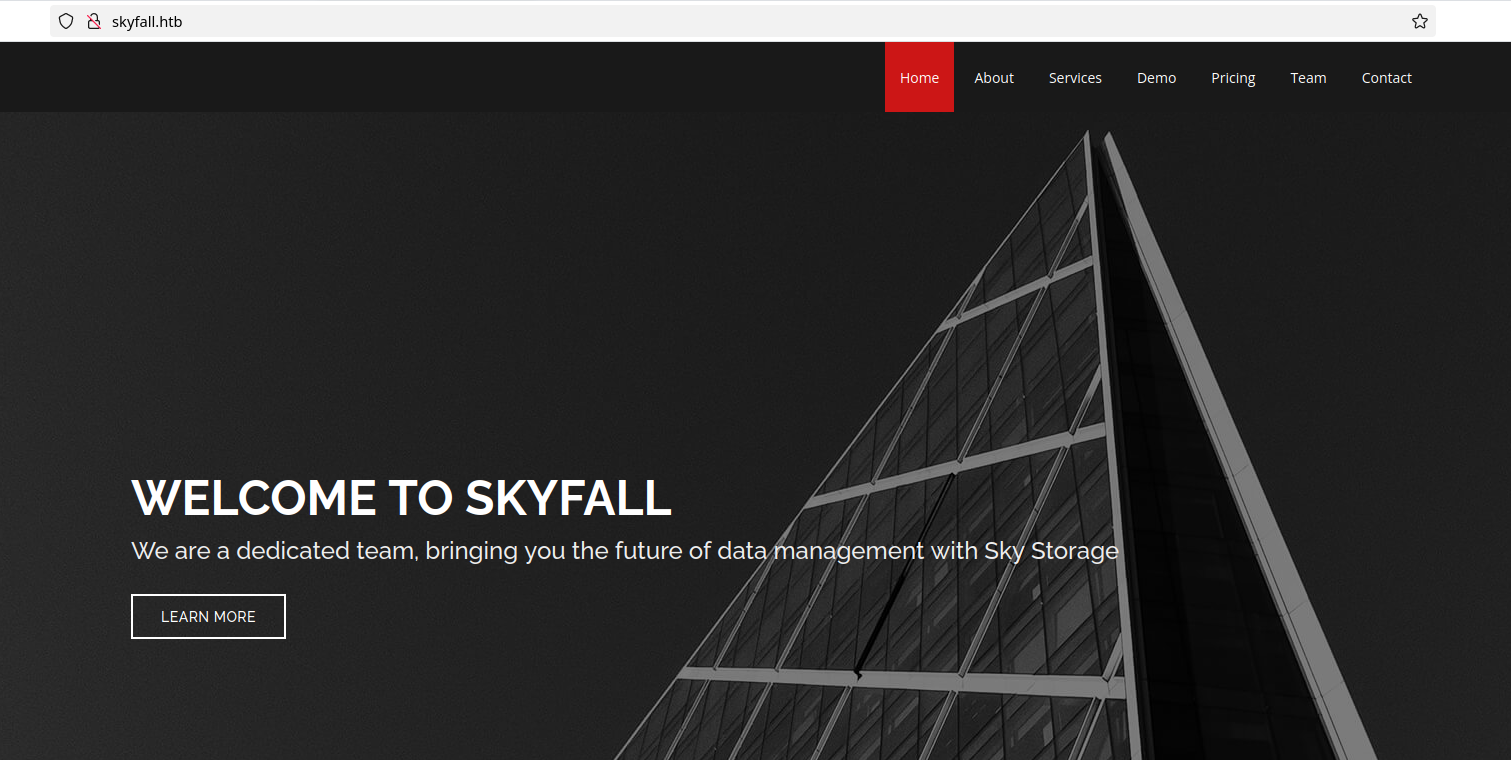 skyfall.htb
Home About Services Demo Pricing Team Contact
WELCOME TO SKYFALL
We are a dedicated team, bringing you the future of data management with Sky Storage
LEARN MORE